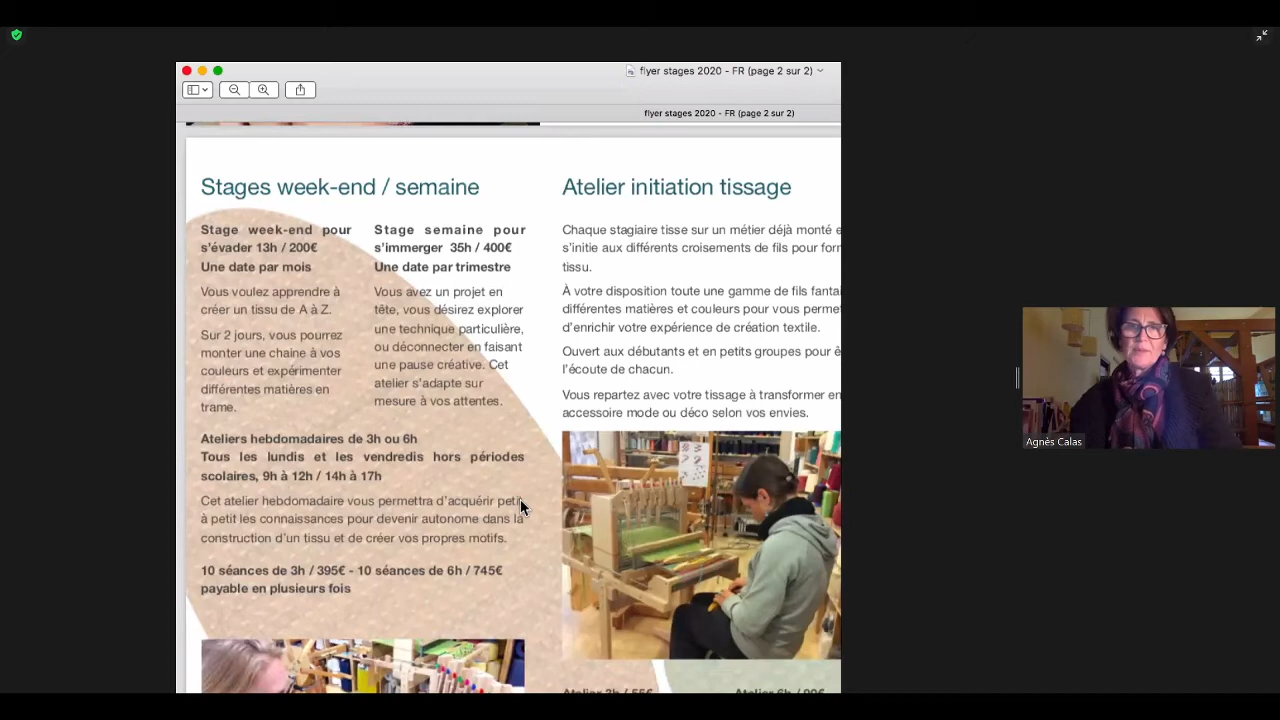 flyer stages 2020 - FR (page 2 sur 2)
flyer stages 2020 - FR (page 2 sur 2)
Stages week-end / semaine
Stage week-end pour
s'évader 13h / 200€
Une date par mois
Vous voulez apprendre à
créer un tissu de A à Z.
Sur 2 jours, vous pourrez
monter une chaine à vos
couleurs et expérimenter
différentes matières en
trame.
Stage semaine pour
s'immerger 35h / 400€
Une date par trimestre
Vous avez un projet en
tête, vous désirez explorer
une technique particulière,
ou déconnecter en faisant
une pause créative. Cet
atelier s'adapte sur
mesure à vos attentes.
Ateliers hebdomadaires de 3h ou 6h
Tous les lundis et les vendredis hors périodes
scolaires, 9h à 12h / 14h à 17h
Cet atelier hebdomadaire vous permettra d'acquérir petit
à petit les connaissances pour devenir autonome dans la
construction d'un tissu et de créer vos propres motifs.
10 séances de 3h / 395€ - 10 séances de 6h / 745€
payable en plusieurs fois
Atelier initiation tissage
Chaque stagiaire tisse sur un métier déjà monté e
s'initie aux différents croisements de fils pour for
tissu.
À votre disposition toute une gamme de fils fantai
différentes matières et couleurs pour vous permet
d'enrichir votre expérience de création textile.
Ouvert aux débutants et en petits groupes pour ê
l'écoute de chacun.
Vous repartez avec votre tissage à transformer en
accessoire mode ou déco selon vos envies.
Atelier 3h / 55€
Atelier 6h / 90€
Agnès Calas